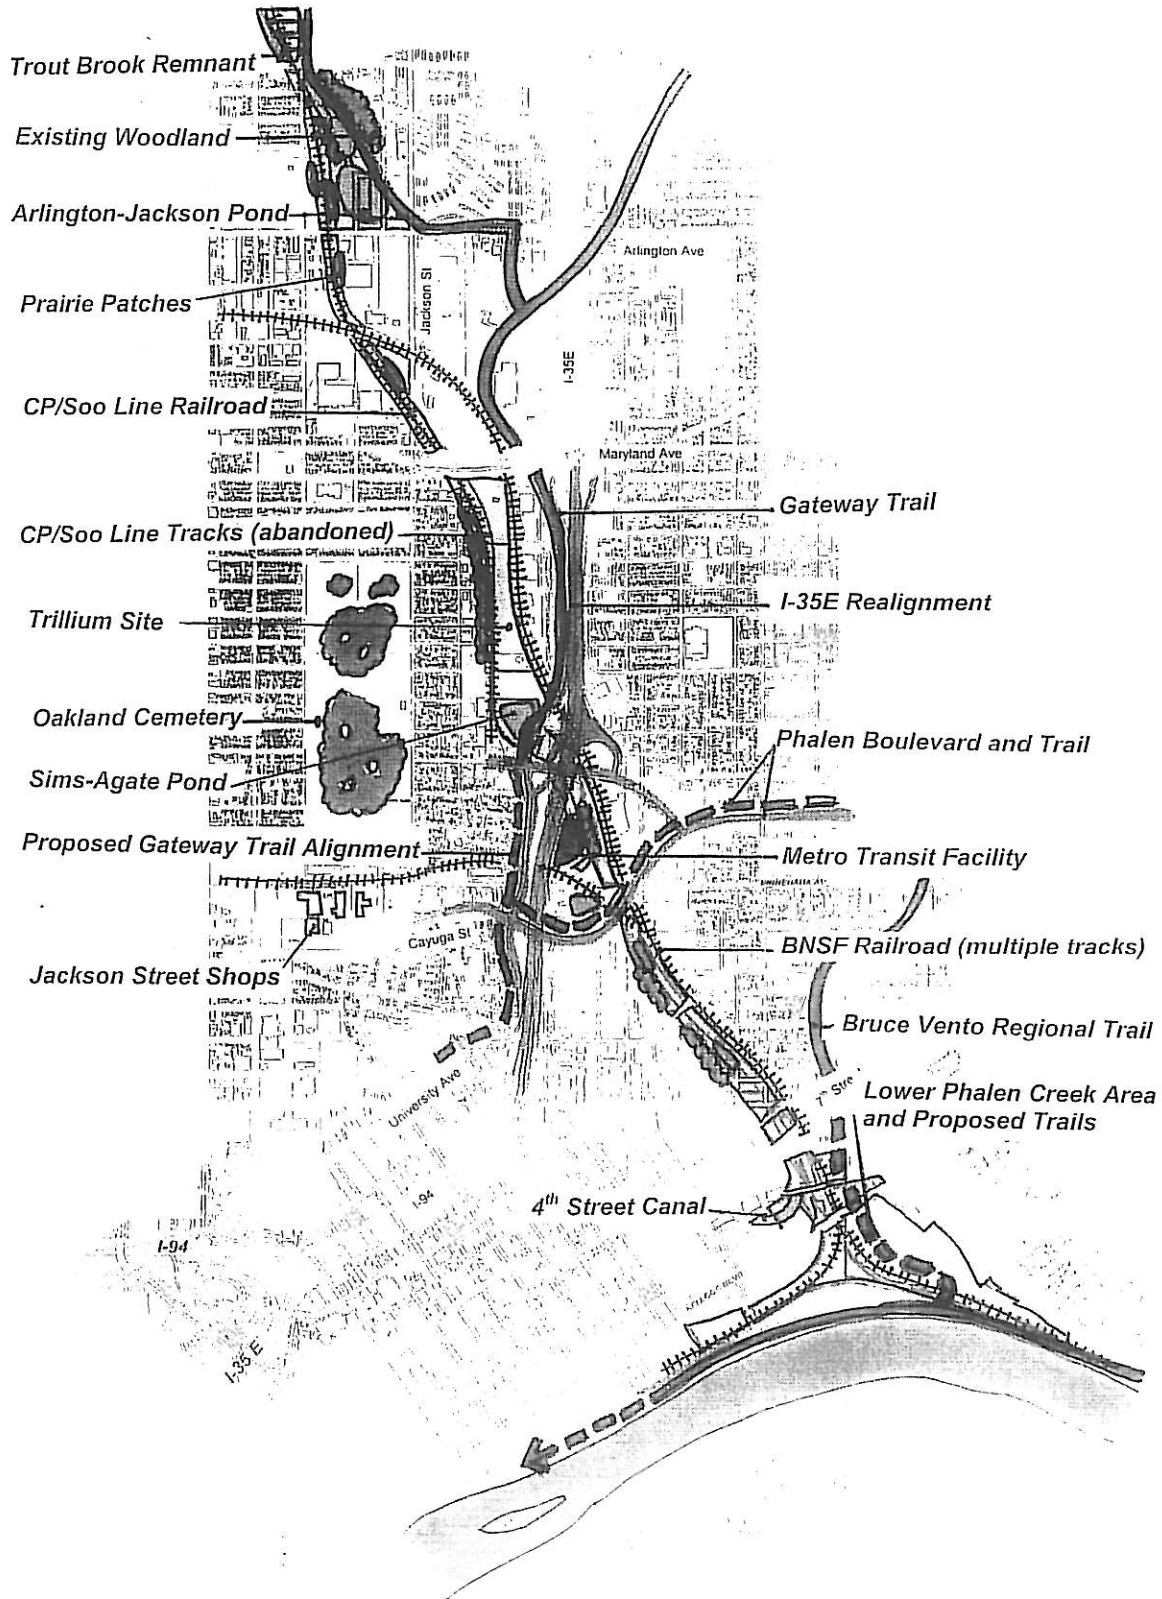 Trout Brook Remnant
Existing Woodland
Arlington-Jackson Pond
Arlington Ave
Prairie Patches
Jackson St
I-35E
CP/Soo Line Railroad
Maryland Ave
Gateway Trail
CP/Soo Line Tracks (abandoned)
I-35E Realignment
Trillium Site
Oakland Cemetery
Phalen Boulevard and Trail
Sims-Agate Pond
Proposed Gateway Trail Alignment
Metro Transit Facility
Cayuga St
BNSF Railroad (multiple tracks)
Jackson Street Shops
Bruce Vento Regional Trail
University Ave
Lower Phalen Creek Area
and Proposed Trails
I-94
4th Street Canal
I-94
I-35 E